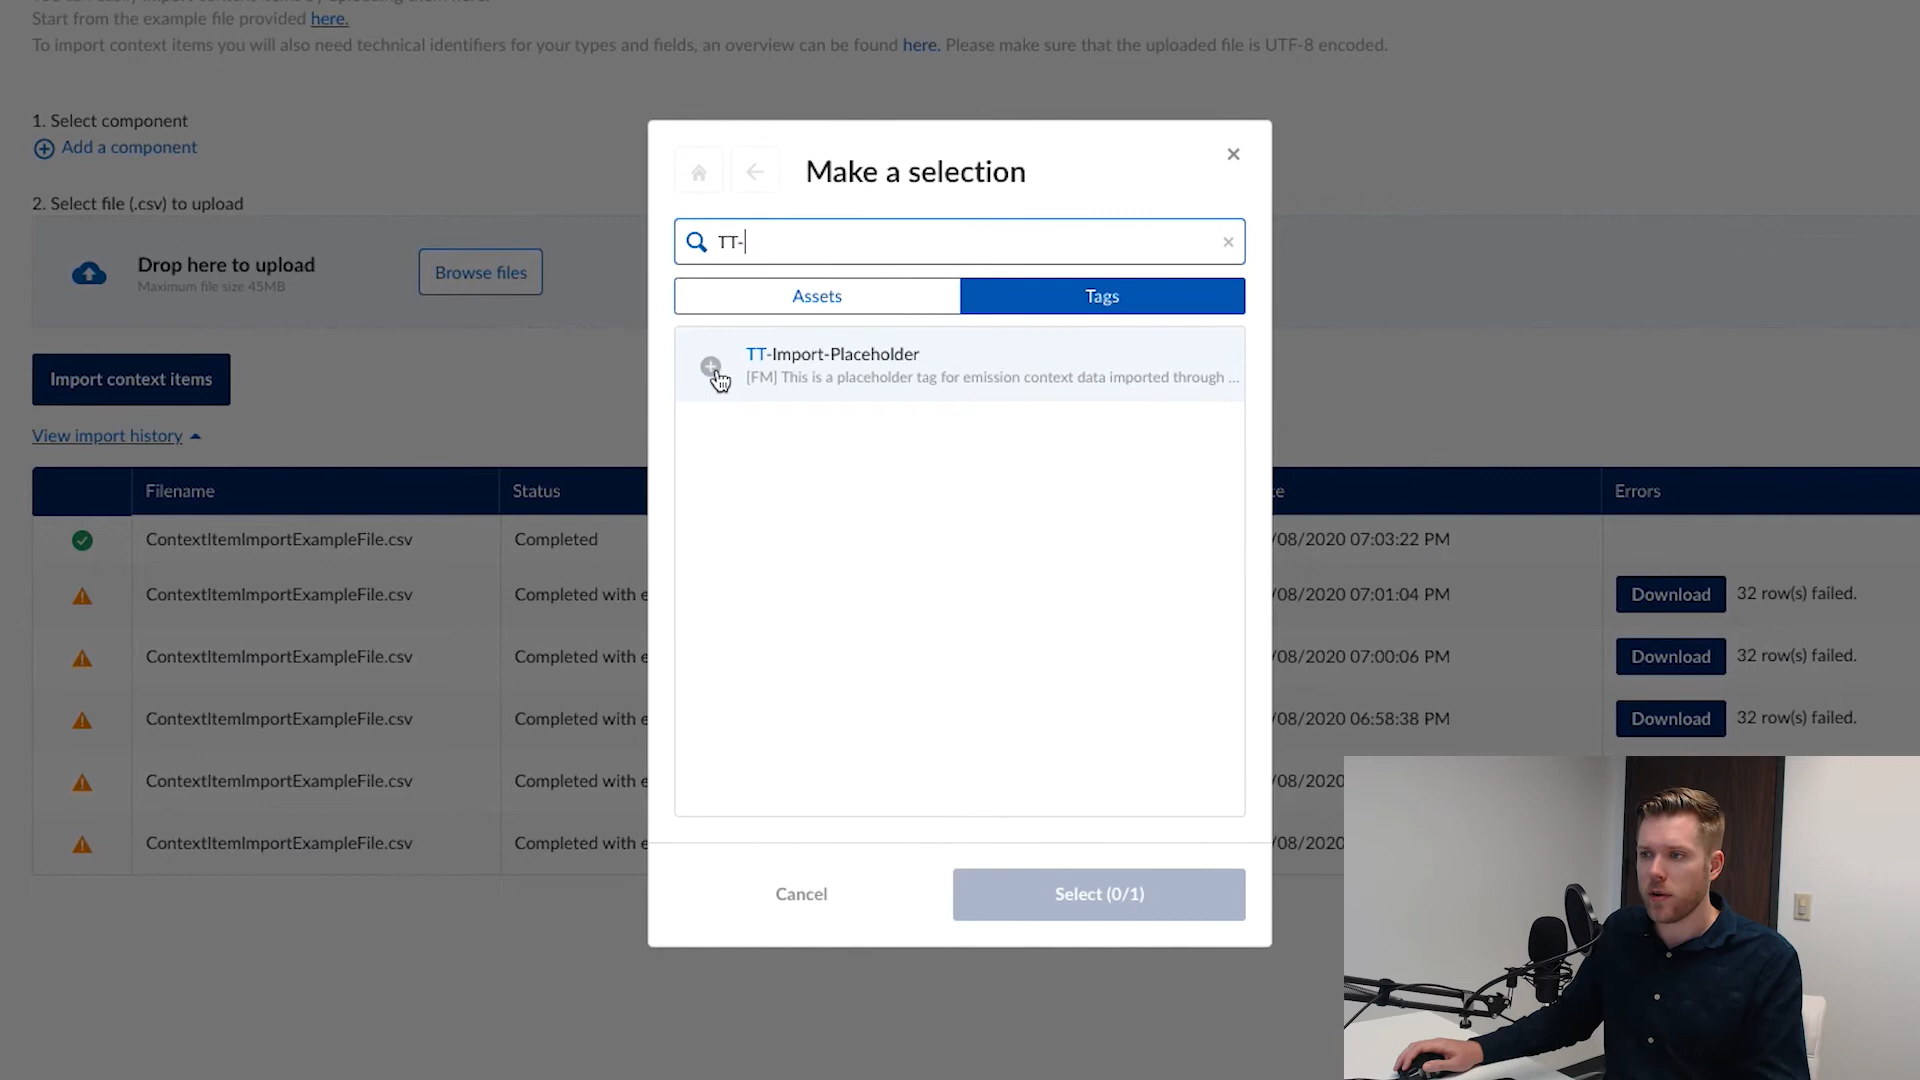 Start from the example file provided here.
To import context items you will also need technical identifiers for your types and fields, an overview can be found here. Please make sure that the uploaded file is UTF-8 encoded.
1. Select component
Add a component
2. Select file (.csv) to upload
Drop here to upload
Maximum file size 45MB
Browse files
Import context items
View import history
Make a selection
TT-
Assets
Tags
TT-Import-Placeholder
[FM] This is a placeholder tag for emission context data imported through ...
Cancel
Select (0/1)
Filename Status Errors
ContextItemImportExampleFile.csv Completed /08/2020 07:03:22 PM
ContextItemImportExampleFile.csv Completed with e /08/2020 07:01:04 PM Download 32 row(s) failed.
ContextItemImportExampleFile.csv Completed with e /08/2020 07:00:06 PM Download 32 row(s) failed.
ContextItemImportExampleFile.csv Completed with e /08/2020 06:58:38 PM Download 32 row(s) failed.
ContextItemImportExampleFile.csv Completed with e /08/2020
ContextItemImportExampleFile.csv Completed with e /08/2020